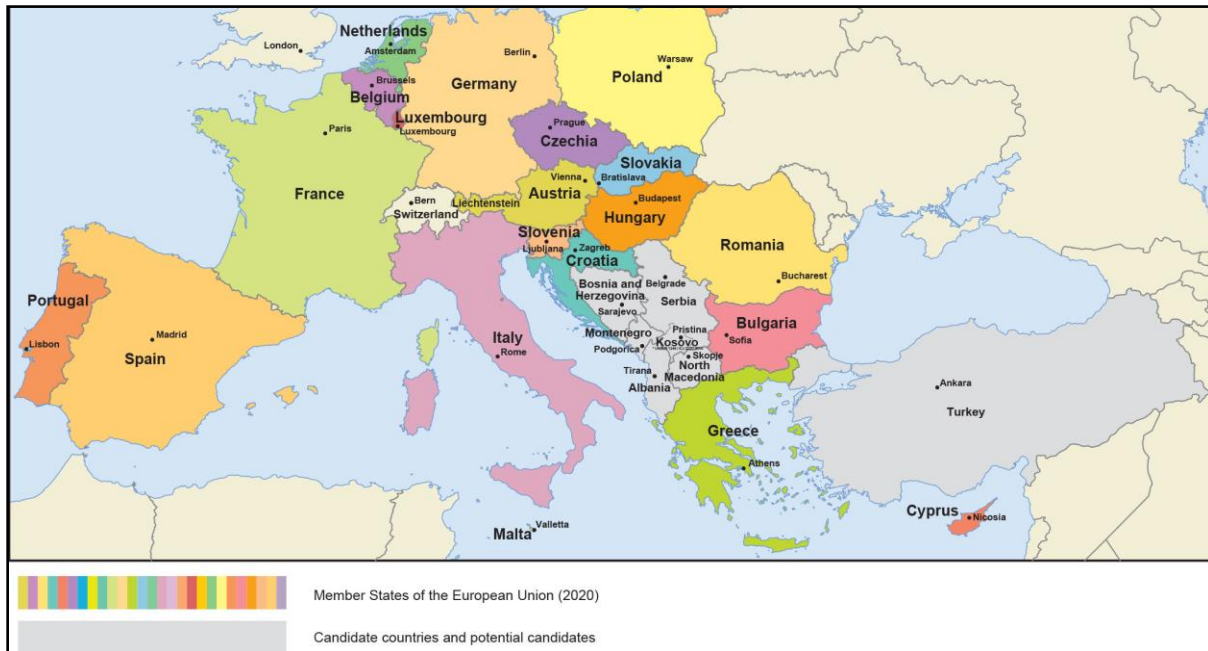 Netherlands
London
Amsterdam
Berlin
Warsaw
Poland
Germany
Brussels
Belgium
Luxembourg
Luxembourg
Paris
Prague
Czechia
Slovakia
Vienna
Bratislava
Austria
France
Bern
Liechtenstein
Switzerland
Budapest
Hungary
Slovenia
Ljubljana
Zagreb
Croatia
Romania
Bucharest
Bosnia and
Herzegovina
Sarajevo
Belgrade
Serbia
Portugal
Lisbon
Madrid
Spain
Italy
Rome
Montenegro
Podgorica
Pristina
Kosovo
Bulgaria
Sofia
Skopje
North
Macedonia
Tirana
Albania
Ankara
Turkey
Greece
Athens
Cyprus
Nicosia
Malta
Valletta
Member States of the European Union (2020)
Candidate countries and potential candidates